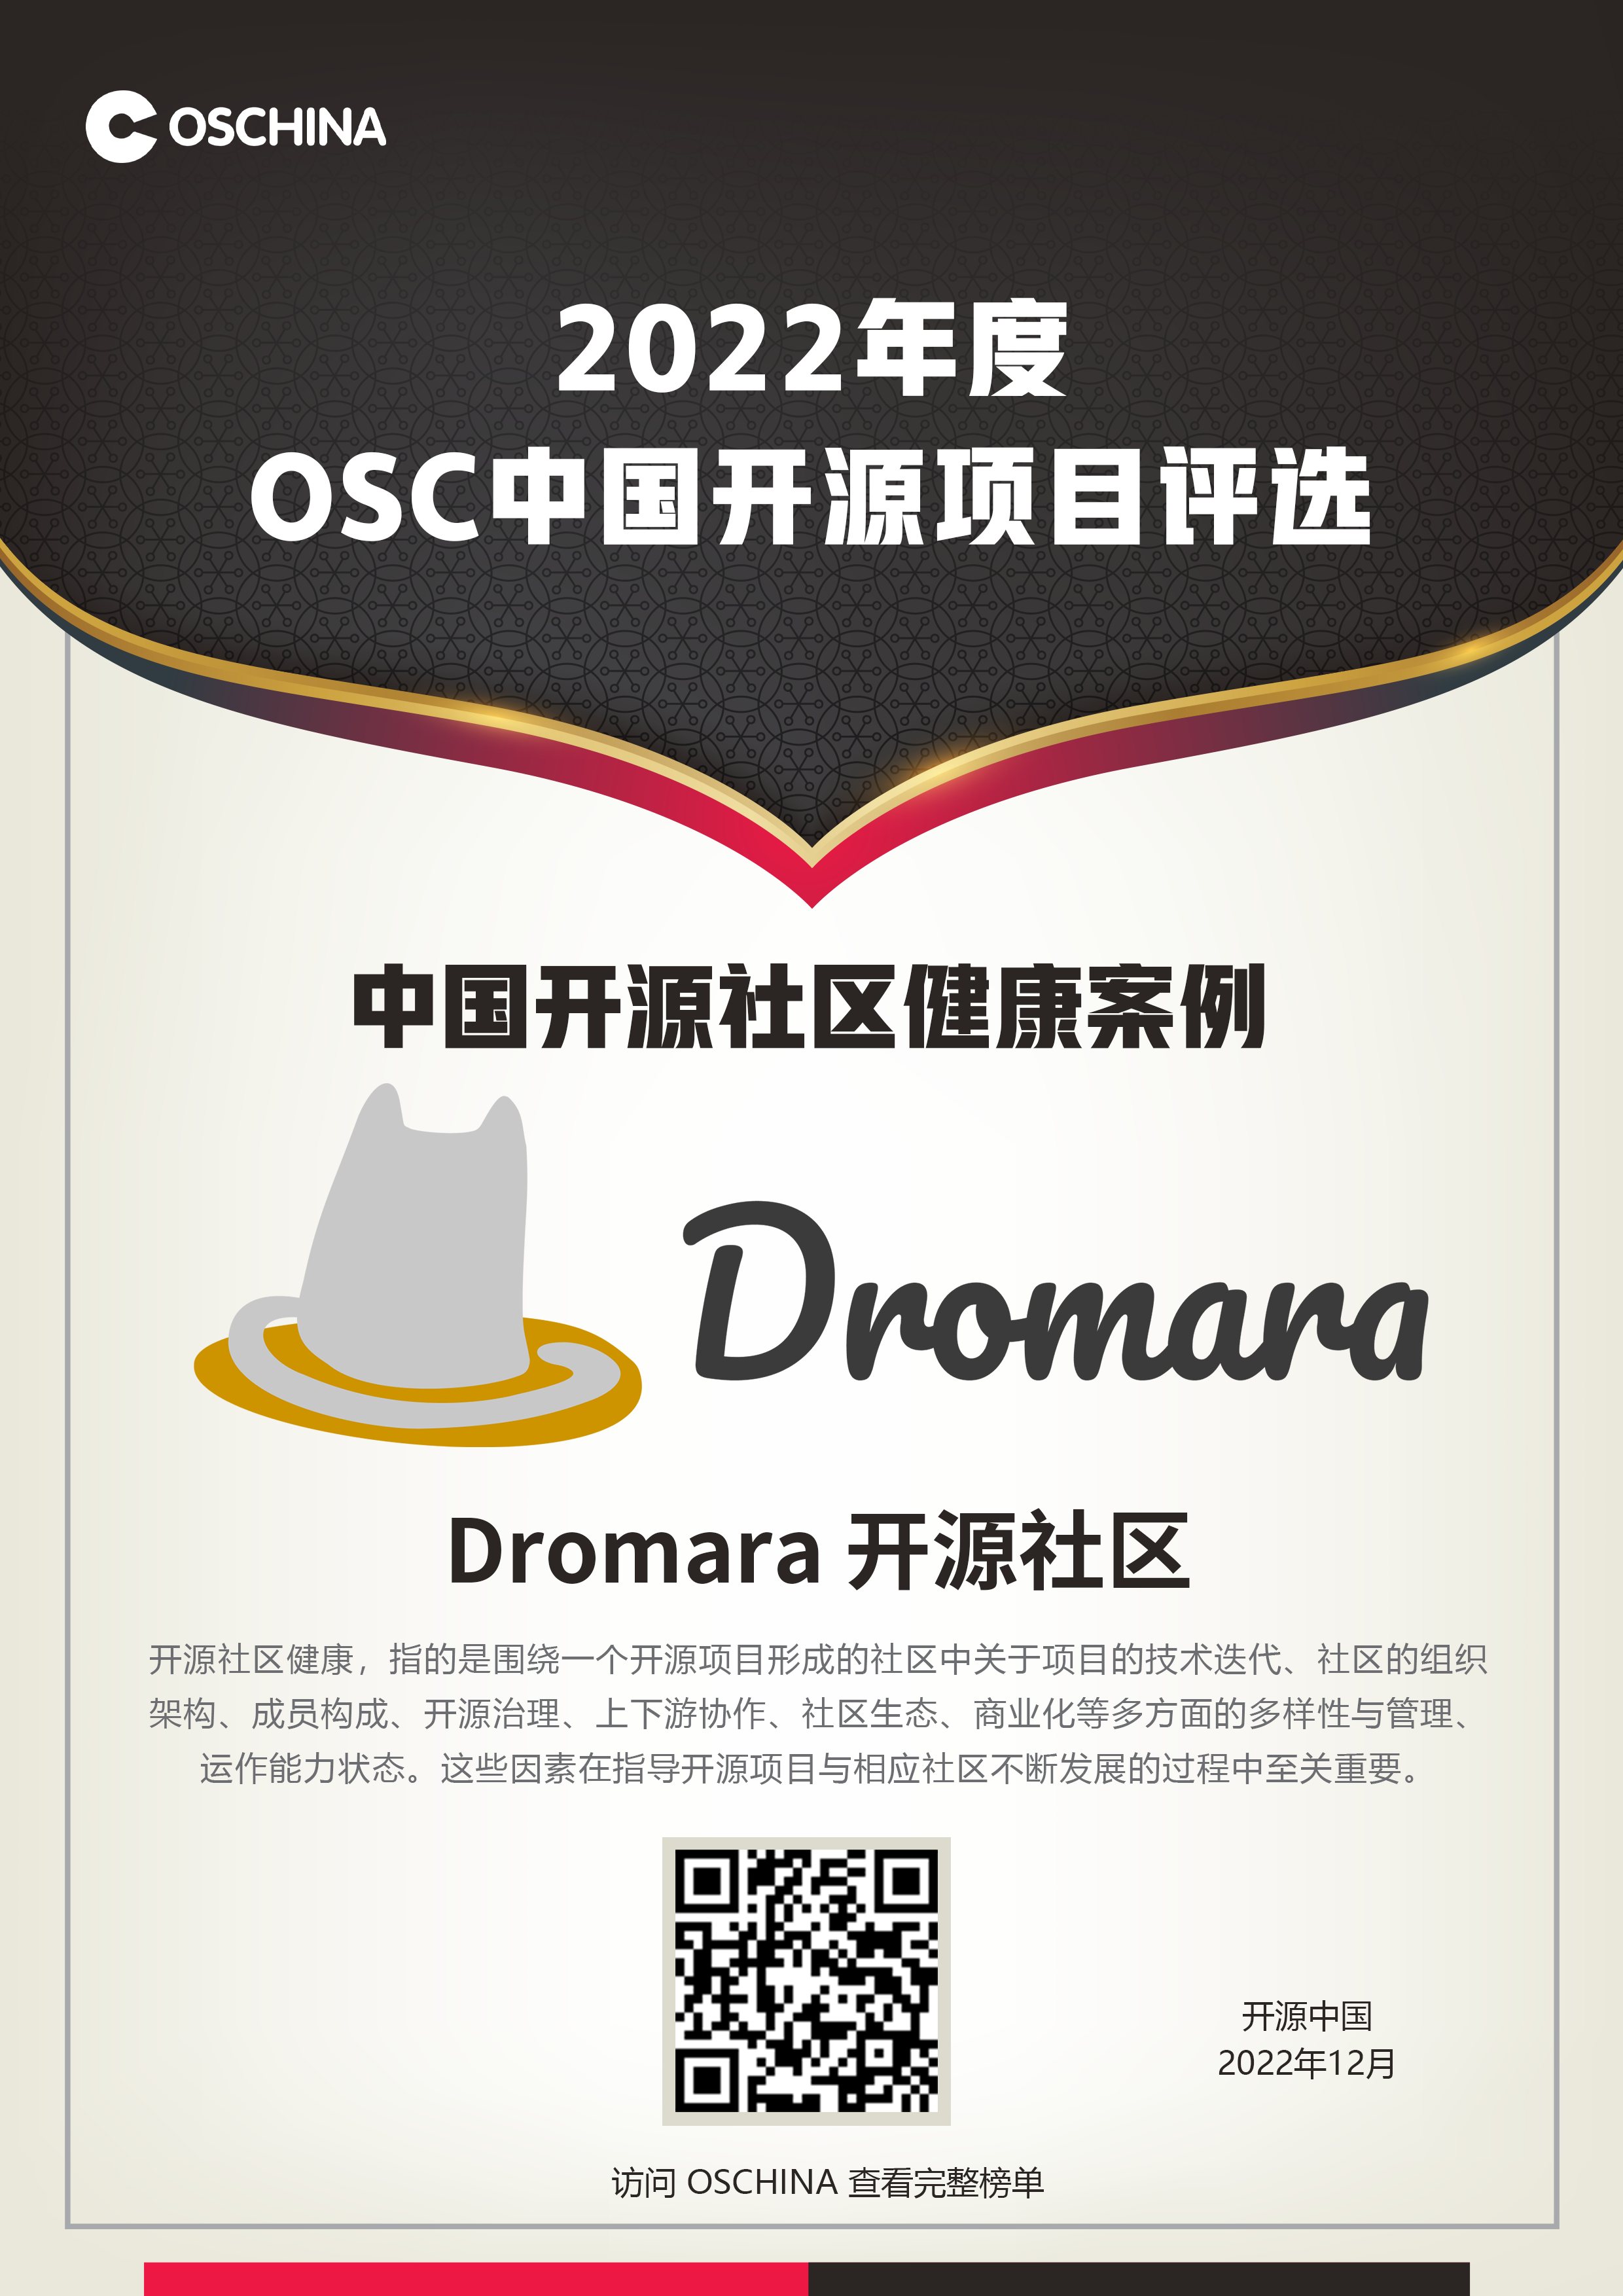 OSCHINA
2022年度
OSC中国开源项目评选
中国开源社区健康案例
Dromara
Dromara 开源社区
开源社区健康，指的是围绕一个开源项目形成的社区中关于项目的技术迭代、社区的组织
架构、成员构成、开源治理、上下游协作、社区生态、商业化等多方面的多样性与管理、
运作能力状态。这些因素在指导开源项目与相应社区不断发展的过程中至关重要。
开源中国
2022年12月
访问 OSCHINA 查看完整榜单